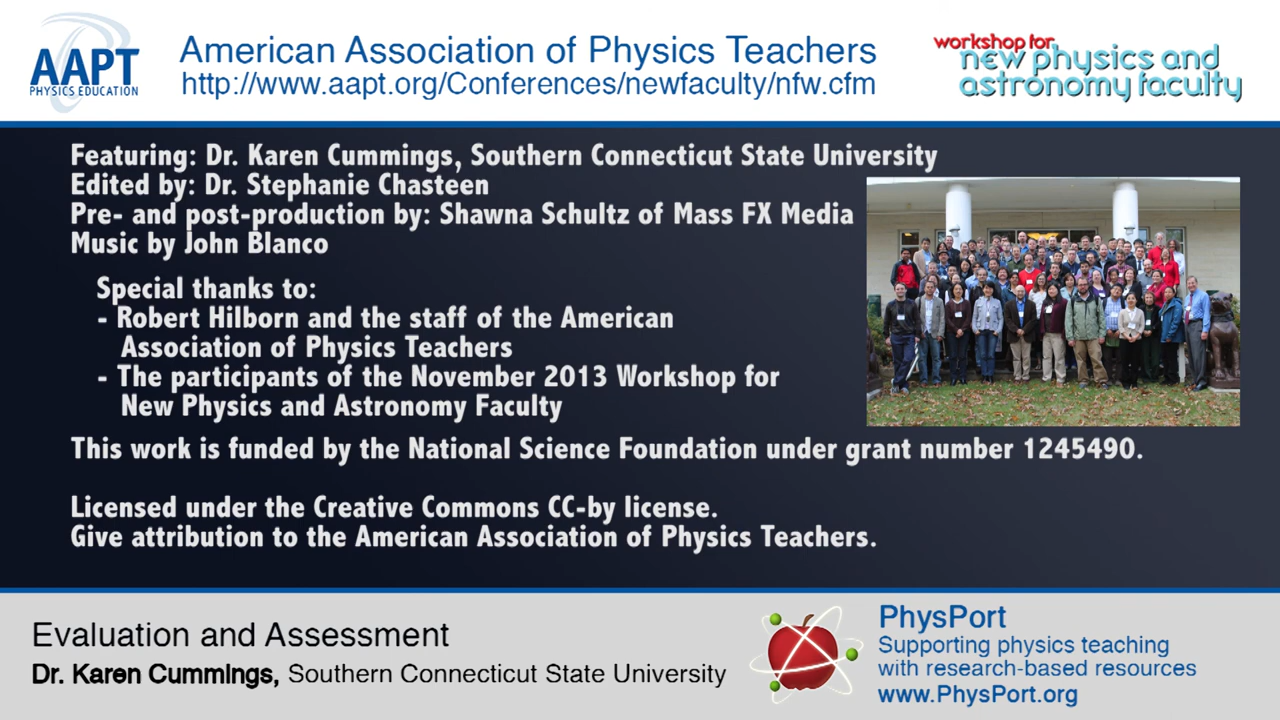 AAPT
PHYSICS EDUCATION
American Association of Physics Teachers
http://www.aapt.org/Conferences/newfaculty/nfw.cfm
workshop for
new physics and
astronomy faculty
Featuring: Dr. Karen Cummings, Southern Connecticut State University
Edited by: Dr. Stephanie Chasteen
Pre- and post-production by: Shawna Schultz of Mass FX Media
Music by John Blanco
Special thanks to:
- Robert Hilborn and the staff of the American
Association of Physics Teachers
- The participants of the November 2013 Workshop for
New Physics and Astronomy Faculty
This work is funded by the National Science Foundation under grant number 1245490.
Licensed under the Creative Commons CC-by license.
Give attribution to the American Association of Physics Teachers.
Evaluation and Assessment
Dr. Karen Cummings, Southern Connecticut State University
PhysPort
Supporting physics teaching
with research-based resources
www.PhysPort.org